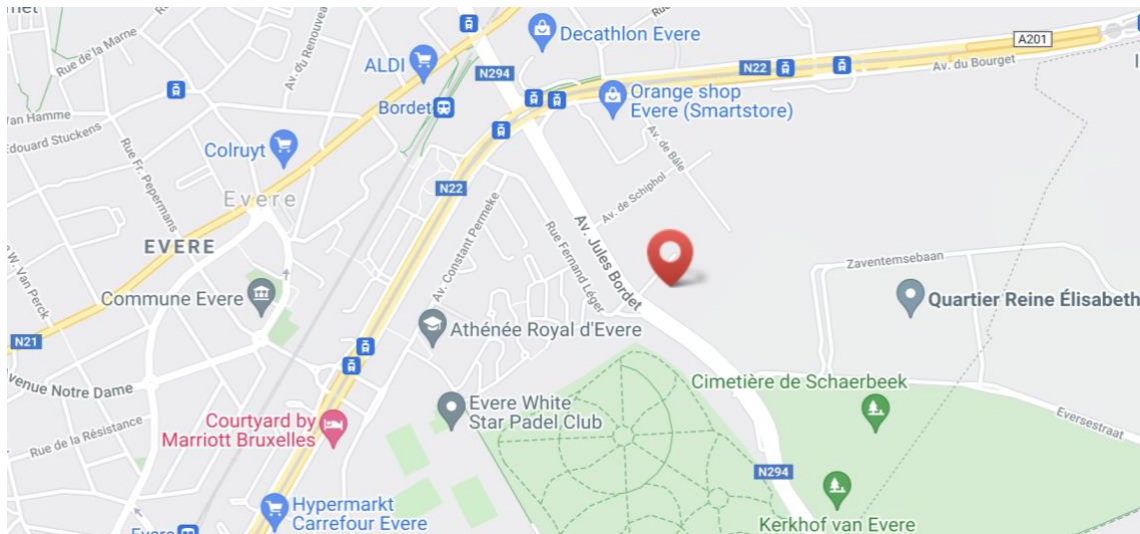 Rue de la Marne
Av. du Renouveau
Decathlon Evere
A201
ALDI
N294
N22
Av. du Bourget
Bordet
Orange shop
Evere (Smartstore)
Van Hamme
Edouard Stuckens
Rue Fr. Pepermans
Colruyt
Av. de Bâle
N22
Evere
Av. de Schiphol
EVERE
Av. Constant Permeke
Rue Fernand Léger
Av. Jules Bordet
W. Van Perck
Zaventemsebaan
Commune Evere
Quartier Reine Élisabeth
Athénée Royal d'Evere
N21
Avenue Notre Dame
Cimetière de Schaerbeek
Evere White
Star Padel Club
Courtyard by
Marriott Bruxelles
Rue de la Résistance
Eversestraat
N294
Hypermarkt
Carrefour Evere
Kerkhof van Evere
Evere